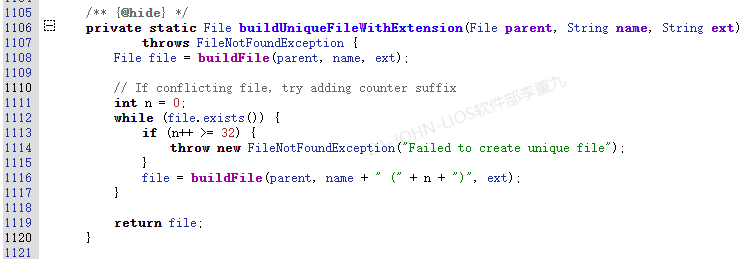 1105 /** {@hide} */
1106 private static File buildUniqueFileWithExtension(File parent, String name, String ext)
1107 throws FileNotFoundException {
1108 File file = buildFile(parent, name, ext);
1109
1110 // If conflicting file, try adding counter suffix
1111 int n = 0;
1112 while (file.exists()) {
1113 if (n++ >= 32) {
1114 throw new FileNotFoundException("Failed to create unique file");
1115 }
1116 file = buildFile(parent, name + " (" + n + ")", ext);
1117 }
1118
1119 return file;
1120 }
1121
JOHN-LIOS软件部李重九